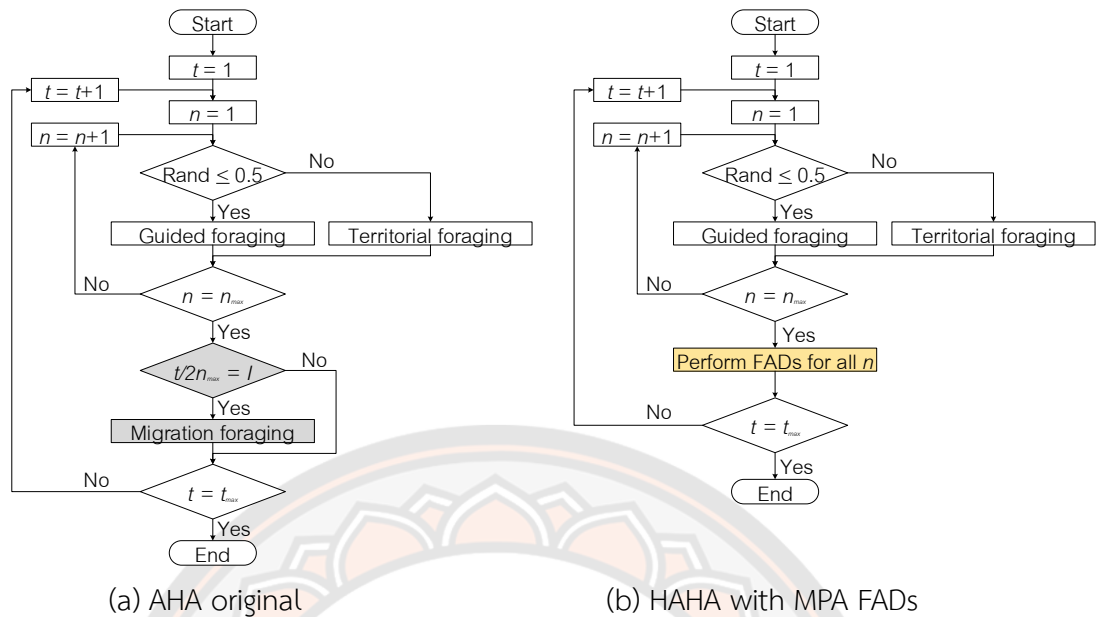 Start
t = 1
t = t+1
n = 1
n = n+1
Rand ≤ 0.5
No
Yes
Guided foraging
Territorial foraging
No
n = nmax
Yes
t/2nmax = I
No
Yes
Migration foraging
No
t = tmax
Yes
End
(a) AHA original
Start
t = 1
t = t+1
n = 1
n = n+1
Rand ≤ 0.5
No
Yes
Guided foraging
Territorial foraging
No
n = nmax
Yes
Perform FADs for all n
No
t = tmax
Yes
End
(b) HAHA with MPA FADs